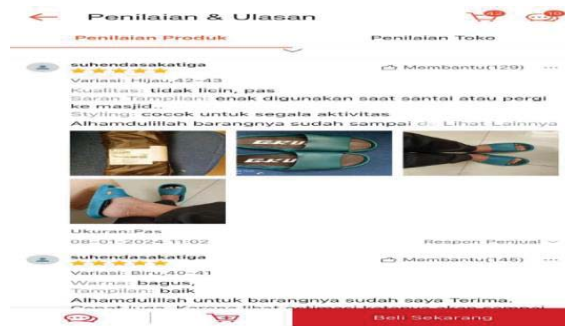 Penilaian & Ulasan
Penilaian Produk
Penilaian Toko
suhendasakatiga
Membantu(129)
Variasi: Hijau,42-43
Kualitas: tidak licin, pas
Saran Tampilan: enak digunakan saat santai atau pergi
ke masjid..
Styling: cocok untuk segala aktivitas
Alhamdulillah barangnya sudah sampai d.. Lihat Lainnya
Ukuran:Pas
08-01-2024 11:02
Respon Penjual
suhendasakatiga
Membantu(145)
Variasi: Biru,40-41
Warna: bagus,
Tampilan: baik
Alhamdulillah untuk barangnya sudah saya Terima.
Beli Sekarang